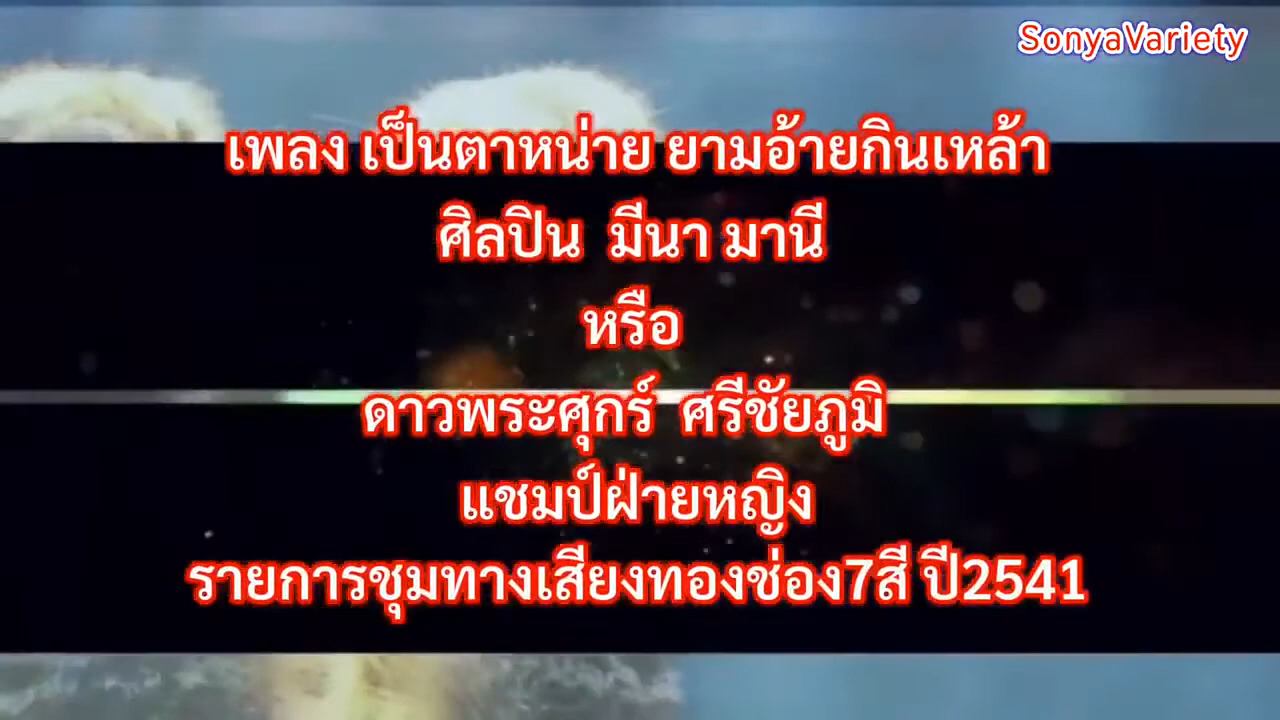 SonyaVariety
เพลง เป็นตาหน่าย ยามอ้ายกินเหล้า
ศิลปิน มีนา มานี
หรือ
ดาวพระศุกร์ ศรีชัยภูมิ
แชมป์ฝ่ายหญิง
รายการชุมทางเสียงทองช่อง7สี ปี2541